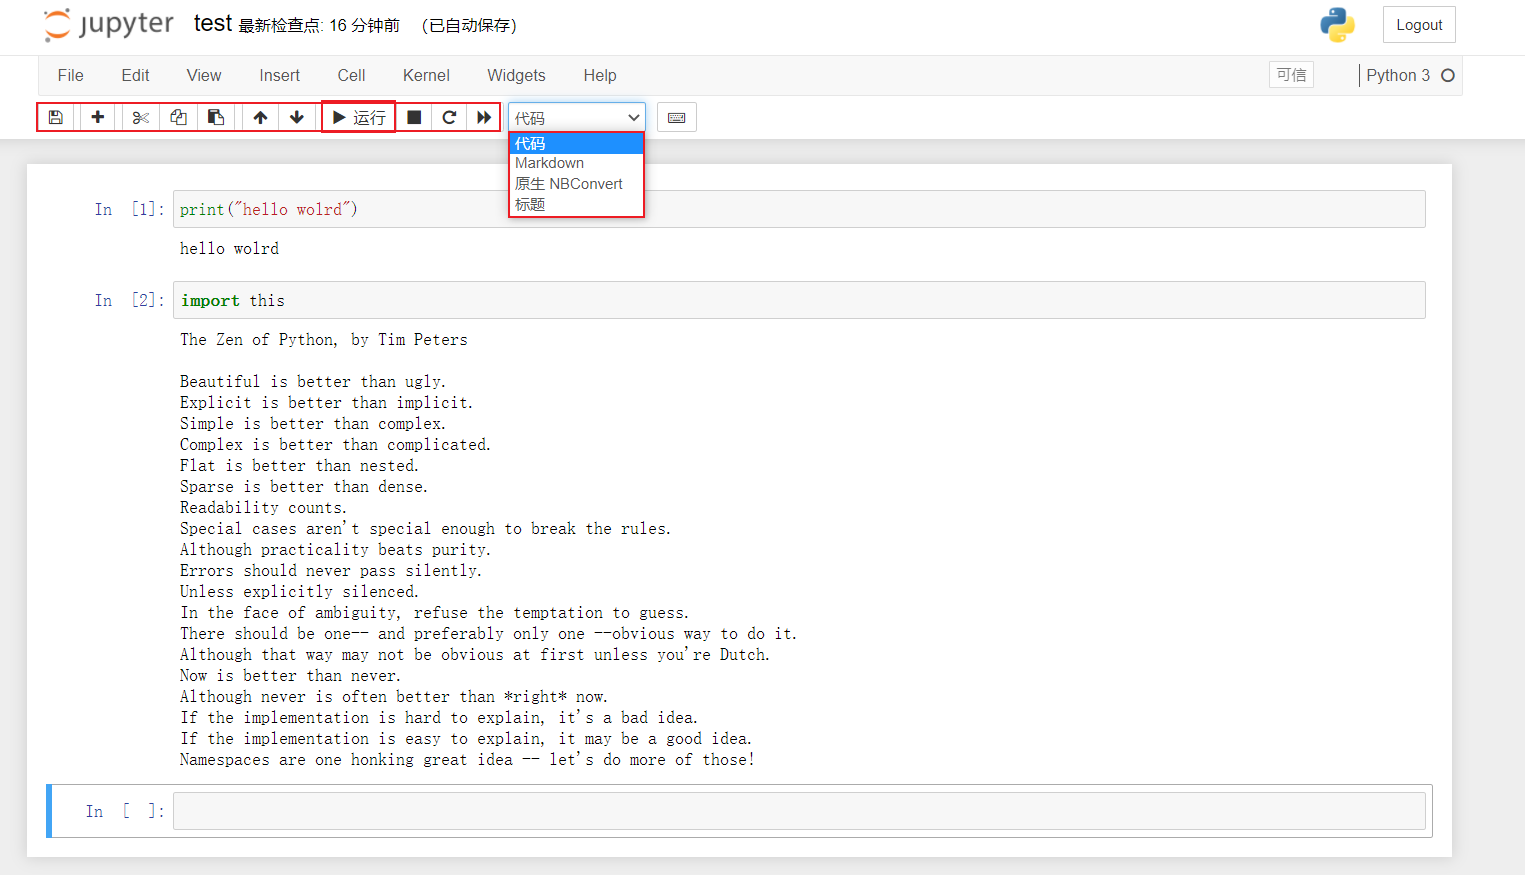 jupyter test 最新检查点: 16 分钟前 (已自动保存) Logout
File Edit View Insert Cell Kernel Widgets Help 可信 Python 3
运行 代码
代码
Markdown
原生 NBConvert
标题
In [1]: print("hello wolrd")
hello wolrd
In [2]: import this
The Zen of Python, by Tim Peters
Beautiful is better than ugly.
Explicit is better than implicit.
Simple is better than complex.
Complex is better than complicated.
Flat is better than nested.
Sparse is better than dense.
Readability counts.
Special cases aren't special enough to break the rules.
Although practicality beats purity.
Errors should never pass silently.
Unless explicitly silenced.
In the face of ambiguity, refuse the temptation to guess.
There should be one-- and preferably only one --obvious way to do it.
Although that way may not be obvious at first unless you're Dutch.
Now is better than never.
Although never is often better than *right* now.
If the implementation is hard to explain, it's a bad idea.
If the implementation is easy to explain, it may be a good idea.
Namespaces are one honking great idea -- let's do more of those!
In [ ]: